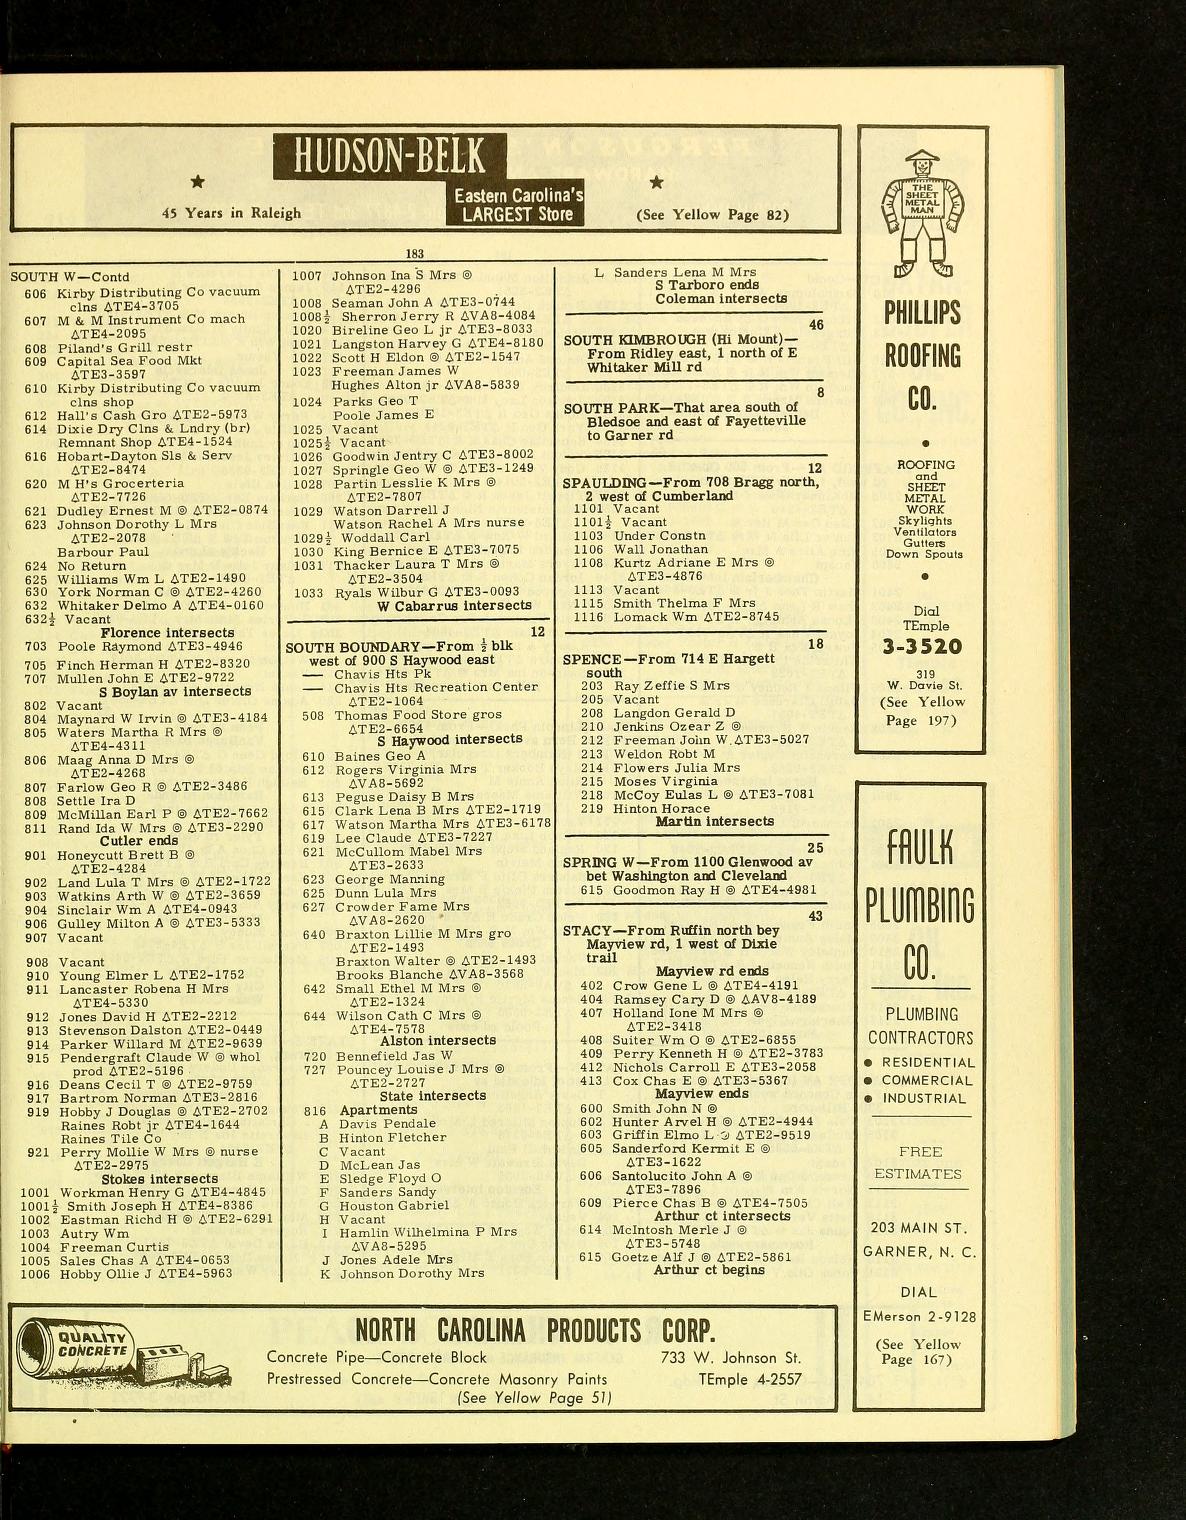 HUDSON-BELK
Eastern Carolina's
LARGEST Store
45 Years in Raleigh
(See Yellow Page 82)
183
SOUTH W—Contd
606 Kirby Distributing Co vacuum
clns ΔTE4-3705
607 M & M Instrument Co mach
ΔTE4-2095
608 Piland's Grill restr
609 Capital Sea Food Mkt
ΔTE3-3597
610 Kirby Distributing Co vacuum
clns shop
612 Hall's Cash Gro ΔTE2-5973
614 Dixie Dry Clns & Lndry (br)
Remnant Shop ΔTE4-1524
616 Hobart-Dayton Sls & Serv
ΔTE2-8474
620 M H's Grocerteria
ΔTE2-7726
621 Dudley Ernest M ⊚ ΔTE2-0874
623 Johnson Dorothy L Mrs
ΔTE2-2078
Barbour Paul
624 No Return
625 Williams Wm L ΔTE2-1490
630 York Norman C ⊚ ΔTE2-4260
632 Whitaker Delmo A ΔTE4-0160
632½ Vacant
Florence intersects
703 Poole Raymond ΔTE3-4946
705 Finch Herman H ΔTE2-8320
707 Mullen John E ΔTE2-9722
S Boylan av intersects
802 Vacant
804 Maynard W Irvin ⊚ ΔTE3-4184
805 Waters Martha R Mrs ⊚
ΔTE4-4311
806 Maag Anna D Mrs ⊚
ΔTE2-4268
807 Farlow Geo R ⊚ ΔTE2-3486
808 Settle Ira D
809 McMillan Earl P ⊚ ΔTE2-7662
811 Rand Ida W Mrs ⊚ ΔTE3-2290
Cutler ends
901 Honeycutt Brett B ⊚
ΔTE2-4284
902 Land Lula T Mrs ⊚ ΔTE2-1722
903 Watkins Arth W ⊚ ΔTE2-3659
904 Sinclair Wm A ΔTE4-0943
906 Gulley Milton A ⊚ ΔTE3-5333
907 Vacant
908 Vacant
910 Young Elmer L ΔTE2-1752
911 Lancaster Robena H Mrs
ΔTE4-5330
912 Jones David H ΔTE2-2212
913 Stevenson Dalston ΔTE2-0449
914 Parker Willard M ΔTE2-9639
915 Pendergraft Claude W ⊚ whol
prod ΔTE2-5196
916 Deans Cecil T ⊚ ΔTE2-9759
917 Bartrom Norman ΔTE3-2816
919 Hobby J Douglas ⊚ ΔTE2-2702
Raines Robt jr ΔTE4-1644
Raines Tile Co
921 Perry Mollie W Mrs ⊚ nurse
ΔTE2-2975
Stokes intersects
1001 Workman Henry G ΔTE4-4845
1001½ Smith Joseph H ΔTE4-8386
1002 Eastman Richd H ⊚ ΔTE2-6291
1003 Autry Wm
1004 Freeman Curtis
1005 Sales Chas A ΔTE4-0653
1006 Hobby Ollie J ΔTE4-5963
1007 Johnson Ina S Mrs ⊚
ΔTE2-4296
1008 Seaman John A ΔTE3-0744
1008½ Sherron Jerry R ΔVA8-4084
1020 Bireline Geo L jr ΔTE3-8033
1021 Langston Harvey G ΔTE4-8180
1022 Scott H Eldon ⊚ ΔTE2-1547
1023 Freeman James W
Hughes Alton jr ΔVA8-5839
1024 Parks Geo T
Poole James E
1025 Vacant
1025½ Vacant
1026 Goodwin Jentry C ΔTE3-8002
1027 Springle Geo W ⊚ ΔTE3-1249
1028 Partin Lesslie K Mrs ⊚
ΔTE2-7807
1029 Watson Darrell J
Watson Rachel A Mrs nurse
1029½ Woddall Carl
1030 King Bernice E ΔTE3-7075
1031 Thacker Laura T Mrs ⊚
ΔTE2-3504
1033 Ryals Wilbur G ΔTE3-0093
W Cabarrus intersects
12
SOUTH BOUNDARY—From ½ blk
west of 900 S Haywood east
— Chavis Hts Pk
— Chavis Hts Recreation Center
ΔTE2-1064
508 Thomas Food Store gros
ΔTE2-6654
S Haywood intersects
610 Baines Geo A
612 Rogers Virginia Mrs
ΔVA8-5692
613 Peguse Daisy B Mrs
615 Clark Lena B Mrs ΔTE2-1719
617 Watson Martha Mrs ΔTE3-6178
619 Lee Claude ΔTE3-7227
621 McCullom Mabel Mrs
ΔTE3-2633
623 George Manning
625 Dunn Lula Mrs
627 Crowder Fame Mrs
ΔVA8-2620
640 Braxton Lillie M Mrs gro
ΔTE2-1493
Braxton Walter ⊚ ΔTE2-1493
Brooks Blanche ΔVA8-3568
642 Small Ethel M Mrs ⊚
ΔTE2-1324
644 Wilson Cath C Mrs ⊚
ΔTE4-7578
Alston intersects
720 Bennefield Jas W
727 Pouncey Louise J Mrs ⊚
ΔTE2-2727
State intersects
816 Apartments
A Davis Pendale
B Hinton Fletcher
C Vacant
D McLean Jas
E Sledge Floyd O
F Sanders Sandy
G Houston Gabriel
H Vacant
I Hamlin Wilhelmina P Mrs
ΔVA8-5295
J Jones Adele Mrs
K Johnson Dorothy Mrs
L Sanders Lena M Mrs
S Tarboro ends
Coleman intersects
46
SOUTH KIMBROUGH (Hi Mount)—
From Ridley east, 1 north of E
Whitaker Mill rd
8
SOUTH PARK—That area south of
Bledsoe and east of Fayetteville
to Garner rd
12
SPAULDING—From 708 Bragg north,
2 west of Cumberland
1101 Vacant
1101½ Vacant
1103 Under Constn
1106 Wall Jonathan
1108 Kurtz Adriane E Mrs ⊚
ΔTE3-4876
1113 Vacant
1115 Smith Thelma F Mrs
1116 Lomack Wm ΔTE2-8745
18
SPENCE—From 714 E Hargett
south
203 Ray Zeffie S Mrs
205 Vacant
208 Langdon Gerald D
210 Jenkins Ozear Z ⊚
212 Freeman John W ΔTE3-5027
213 Weldon Robt M
214 Flowers Julia Mrs
215 Moses Virginia
218 McCoy Eulas L ⊚ ΔTE3-7081
219 Hinton Horace
Martin intersects
25
SPRING W—From 1100 Glenwood av
bet Washington and Cleveland
615 Goodmon Ray H ⊚ ΔTE4-4981
43
STACY—From Ruffin north bey
Mayview rd, 1 west of Dixie
trail
Mayview rd ends
402 Crow Gene L ⊚ ΔTE4-4191
404 Ramsey Cary D ⊚ ΔAV8-4189
407 Holland Ione M Mrs ⊚
ΔTE2-3418
408 Suiter Wm O ⊚ ΔTE2-6855
409 Perry Kenneth H ⊚ ΔTE2-3783
412 Nichols Carroll E ΔTE3-2058
413 Cox Chas E ⊚ ΔTE3-5367
Mayview ends
600 Smith John N ⊚
602 Hunter Arvel H ⊚ ΔTE2-4944
603 Griffin Elmo L ⊚ ΔTE2-9519
605 Sanderford Kermit E ⊚
ΔTE3-1622
606 Santolucito John A ⊚
ΔTE3-7896
609 Pierce Chas B ⊚ ΔTE4-7505
Arthur ct intersects
614 McIntosh Merle J ⊚
ΔTE3-5748
615 Goetze Alf J ⊚ ΔTE2-5861
Arthur ct begins
THE
SHEET
METAL
MAN
PHILLIPS
ROOFING
CO.
•
ROOFING
and
SHEET
METAL
WORK
Skylights
Ventilators
Gutters
Down Spouts
•
Dial
TEmple
3-3520
319
W. Davie St.
(See Yellow
Page 197)
FAULK
PLUMBING
CO.
PLUMBING
CONTRACTORS
• RESIDENTIAL
• COMMERCIAL
• INDUSTRIAL
FREE
ESTIMATES
203 MAIN ST.
GARNER, N. C.
DIAL
EMerson 2-9128
(See Yellow
Page 167)
QUALITY
CONCRETE
NORTH CAROLINA PRODUCTS CORP.
Concrete Pipe—Concrete Block 733 W. Johnson St.
Prestressed Concrete—Concrete Masonry Paints TEmple 4-2557
(See Yellow Page 51)